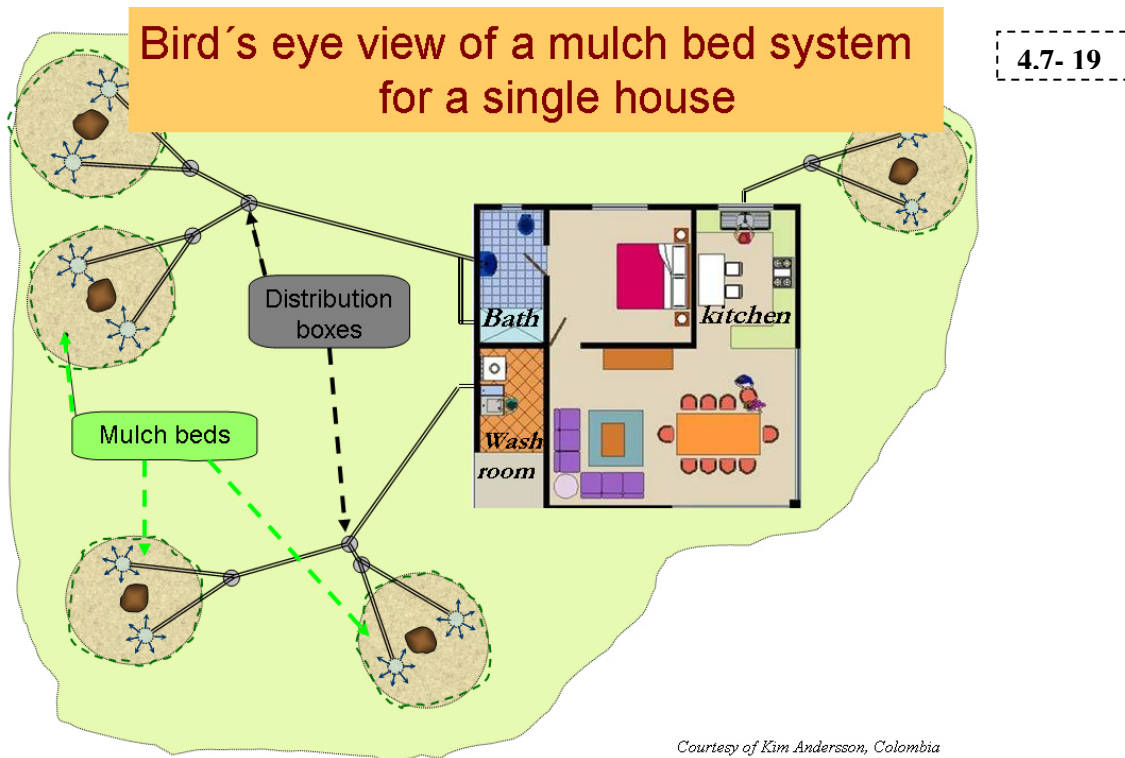 Bird´s eye view of a mulch bed system
for a single house
4.7- 19
Distribution
boxes
Bath
kitchen
Mulch beds
Wash
room
Courtesy of Kim Andersson, Colombia